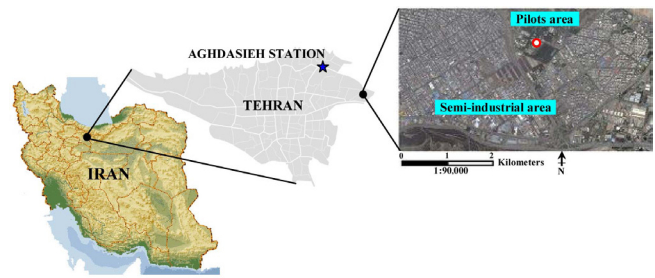 Pilots area
AGHDASIEH STATION
TEHRAN
Semi-industrial area
IRAN
0 1 2
Kilometers
1:90.000
N